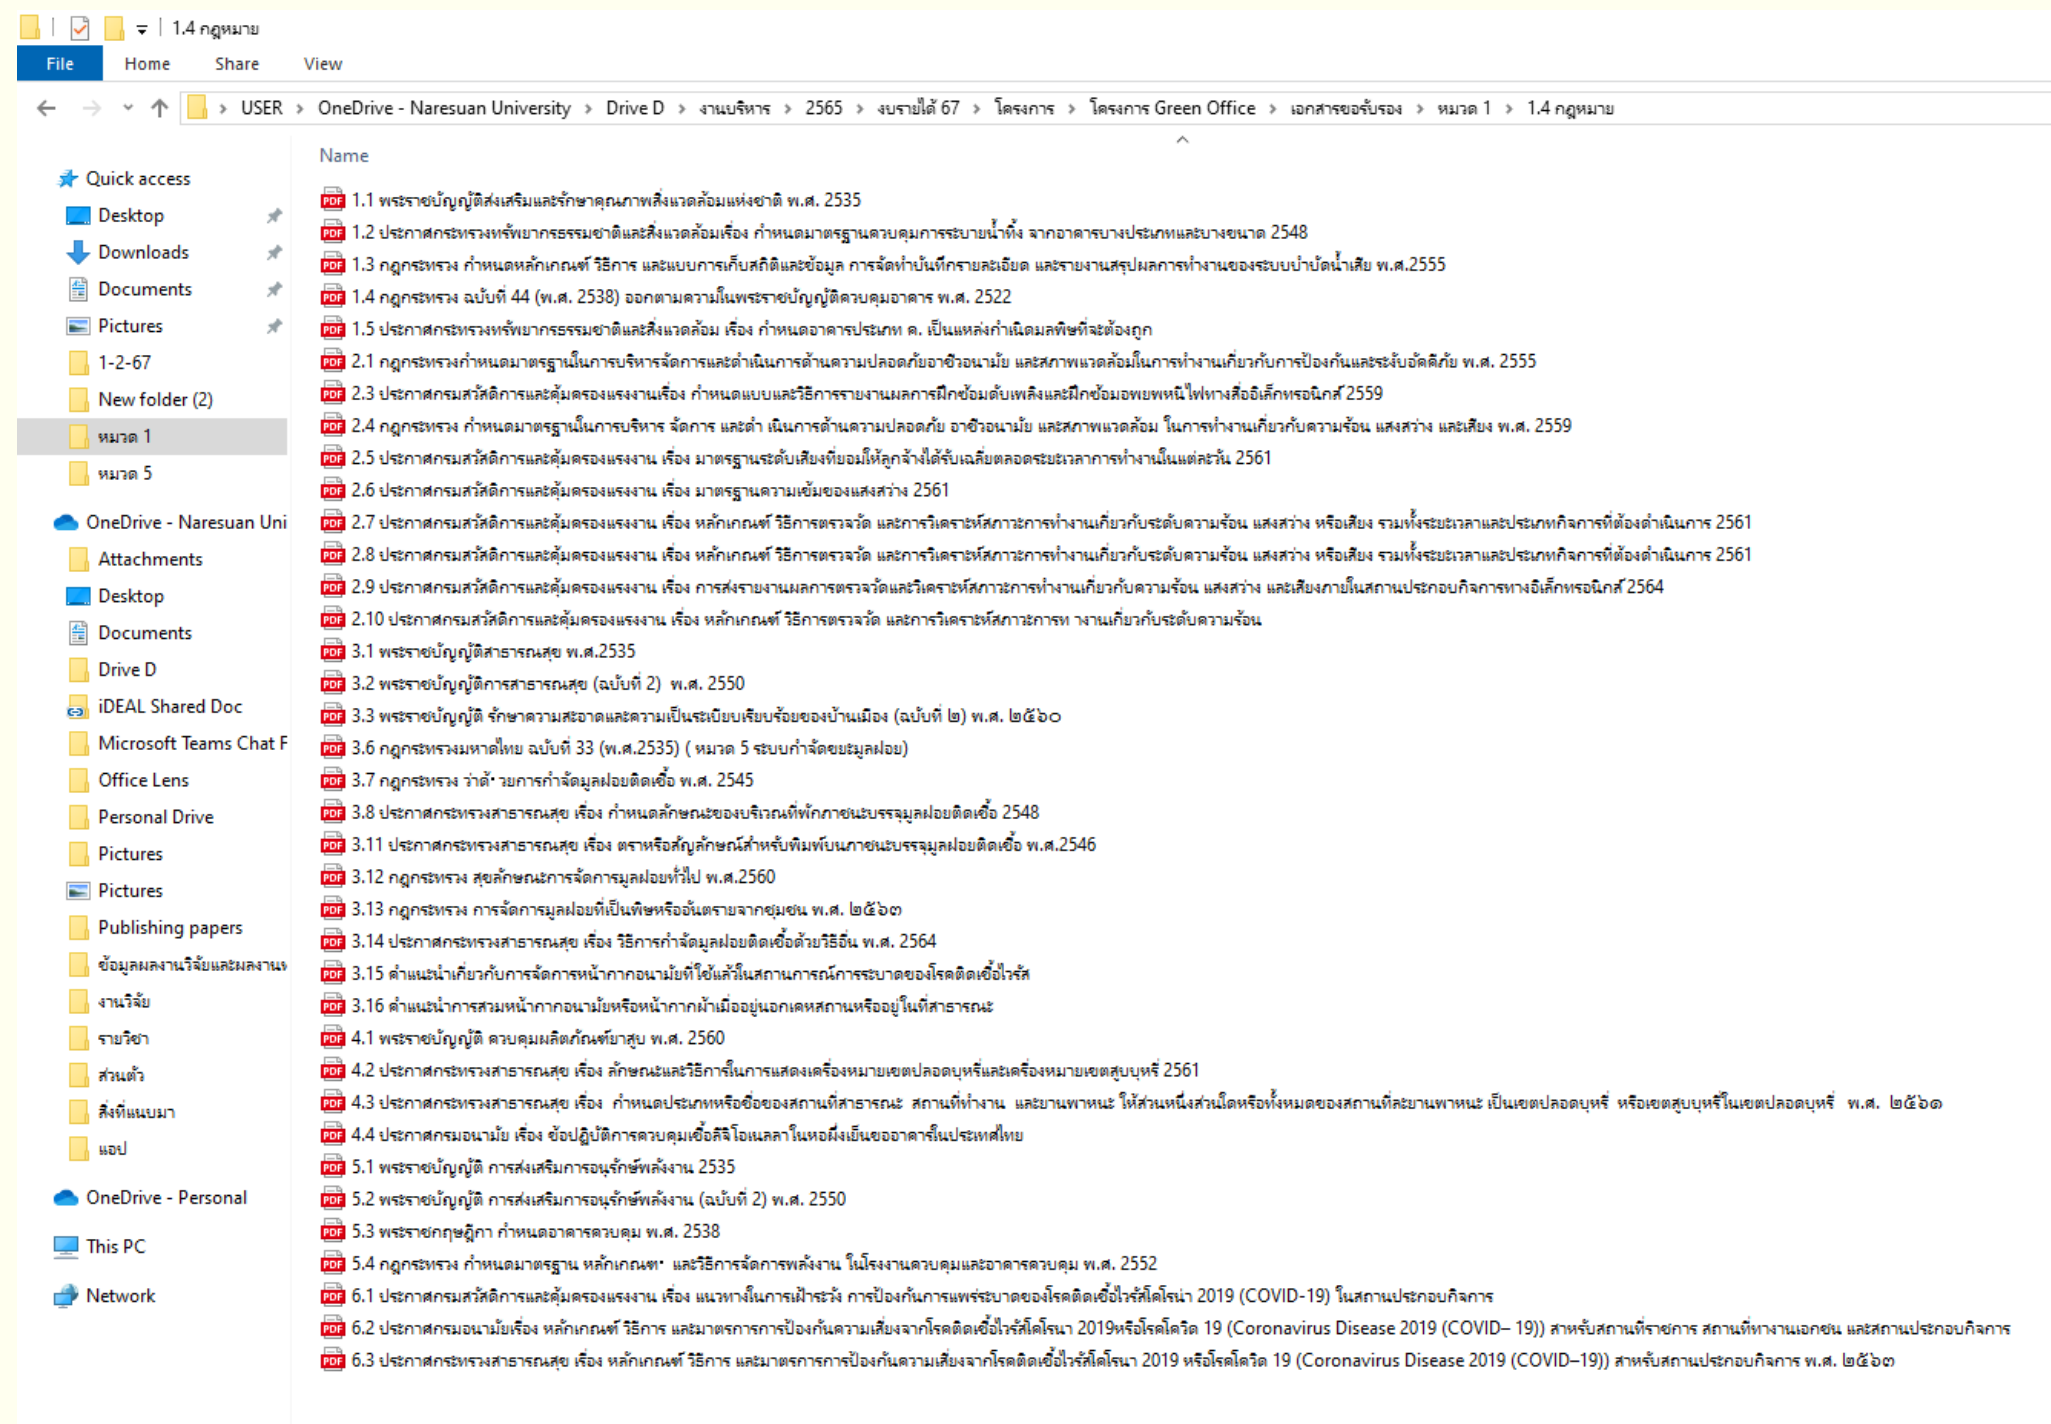 1.4 กฎหมาย
File Home Share View
USER > OneDrive - Naresuan University > Drive D > งานบริหาร > 2565 > งบรายได้ 67 > โครงการ > โครงการ Green Office > เอกสารขอรับรอง > หมวด 1 > 1.4 กฎหมาย
Quick access
Desktop
Downloads
Documents
Pictures
1-2-67
New folder (2)
หมวด 1
หมวด 5
OneDrive - Naresuan Uni
Attachments
Desktop
Documents
Drive D
iDEAL Shared Doc
Microsoft Teams Chat F
Office Lens
Personal Drive
Pictures
Pictures
Publishing papers
ข้อมูลผลงานวิจัยและผลงานท
งานวิจัย
รายวิชา
ส่วนตัว
สิ่งที่แนบมา
แอป
OneDrive - Personal
This PC
Network
Name
1.1 พระราชบัญญัติส่งเสริมและรักษาคุณภาพสิ่งแวดล้อมแห่งชาติ พ.ศ. 2535
1.2 ประกาศกระทรวงทรัพยากรธรรมชาติและสิ่งแวดล้อมเรื่อง กำหนดมาตรฐานควบคุมการระบายน้ำทิ้ง จากอาคารบางประเภทและบางขนาด 2548
1.3 กฎกระทรวง กำหนดหลักเกณฑ์ วิธีการ และแบบการเก็บสถิติและข้อมูล การจัดทำบันทึกรายละเอียด และรายงานสรุปผลการทำงานของระบบบำบัดน้ำเสีย พ.ศ.2555
1.4 กฎกระทรวง ฉบับที่ 44 (พ.ศ. 2538) ออกตามความในพระราชบัญญัติควบคุมอาคาร พ.ศ. 2522
1.5 ประกาศกระทรวงทรัพยากรธรรมชาติและสิ่งแวดล้อม เรื่อง กำหนดอาคารประเภท ค. เป็นแหล่งกำเนิดมลพิษที่จะต้องถูก
2.1 กฎกระทรวงกำหนดมาตรฐานในการบริหารจัดการและดำเนินการด้านความปลอดภัยอาชีวอนามัย และสภาพแวดล้อมในการทำงานเกี่ยวกับการป้องกันและระงับอัคคีภัย พ.ศ. 2555
2.3 ประกาศกรมสวัสดิการและคุ้มครองแรงงานเรื่อง กำหนดแบบและวิธีการรายงานผลการฝึกซ้อมดับเพลิงและฝึกซ้อมอพยพหนีไฟทางสื่ออิเล็กทรอนิกส์ 2559
2.4 กฎกระทรวง กำหนดมาตรฐานในการบริหาร จัดการ และดำ เนินการด้านความปลอดภัย อาชีวอนามัย และสภาพแวดล้อม ในการทำงานเกี่ยวกับความร้อน แสงสว่าง และเสียง พ.ศ. 2559
2.5 ประกาศกรมสวัสดิการและคุ้มครองแรงงาน เรื่อง มาตรฐานระดับเสียงที่ยอมให้ลูกจ้างได้รับเฉลี่ยตลอดระยะเวลาการทำงานในแต่ละวัน 2561
2.6 ประกาศกรมสวัสดิการและคุ้มครองแรงงาน เรื่อง มาตรฐานความเข้มของแสงสว่าง 2561
2.7 ประกาศกรมสวัสดิการและคุ้มครองแรงงาน เรื่อง หลักเกณฑ์ วิธีการตรวจวัด และการวิเคราะห์สภาวะการทำงานเกี่ยวกับระดับความร้อน แสงสว่าง หรือเสียง รวมทั้งระยะเวลาและประเภทกิจการที่ต้องดำเนินการ 2561
2.8 ประกาศกรมสวัสดิการและคุ้มครองแรงงาน เรื่อง หลักเกณฑ์ วิธีการตรวจวัด และการวิเคราะห์สภาวะการทำงานเกี่ยวกับระดับความร้อน แสงสว่าง หรือเสียง รวมทั้งระยะเวลาและประเภทกิจการที่ต้องดำเนินการ 2561
2.9 ประกาศกรมสวัสดิการและคุ้มครองแรงงาน เรื่อง การส่งรายงานผลการตรวจวัดและวิเคราะห์สภาวะการทำงานเกี่ยวกับความร้อน แสงสว่าง และเสียงภายในสถานประกอบกิจการทางอิเล็กทรอนิกส์ 2564
2.10 ประกาศกรมสวัสดิการและคุ้มครองแรงงาน เรื่อง หลักเกณฑ์ วิธีการตรวจวัด และการวิเคราะห์สภาวะการท างานเกี่ยวกับระดับความร้อน
3.1 พระราชบัญญัติสาธารณสุข พ.ศ.2535
3.2 พระราชบัญญัติการสาธารณสุข (ฉบับที่ 2) พ.ศ. 2550
3.3 พระราชบัญญัติ รักษาความสะอาดและความเป็นระเบียบเรียบร้อยของบ้านเมือง (ฉบับที่ ๒) พ.ศ. ๒๕๖๐
3.6 กฎกระทรวงมหาดไทย ฉบับที่ 33 (พ.ศ.2535) ( หมวด 5 ระบบกำจัดขยะมูลฝอย)
3.7 กฎกระทรวง ว่าด้• วยการกำจัดมูลฝอยติดเชื้อ พ.ศ. 2545
3.8 ประกาศกระทรวงสาธารณสุข เรื่อง กำหนดลักษณะของบริเวณที่พักภาชนะบรรจุมูลฝอยติดเชื้อ 2548
3.11 ประกาศกระทรวงสาธารณสุข เรื่อง ตราหรือสัญลักษณ์สำหรับพิมพ์บนภาชนะบรรจุมูลฝอยติดเชื้อ พ.ศ.2546
3.12 กฎกระทรวง สุขลักษณะการจัดการมูลฝอยทั่วไป พ.ศ.2560
3.13 กฎกระทรวง การจัดการมูลฝอยที่เป็นพิษหรืออันตรายจากชุมชน พ.ศ. ๒๕๖๓
3.14 ประกาศกระทรวงสาธารณสุข เรื่อง วิธีการกำจัดมูลฝอยติดเชื้อด้วยวิธีอื่น พ.ศ. 2564
3.15 คำแนะนำเกี่ยวกับการจัดการหน้ากากอนามัยที่ใช้แล้วในสถานการณ์การระบาดของโรคติดเชื้อไวรัส
3.16 คำแนะนำการสวมหน้ากากอนามัยหรือหน้ากากผ้าเมื่ออยู่นอกเคหสถานหรืออยู่ในที่สาธารณะ
4.1 พระราชบัญญัติ ควบคุมผลิตภัณฑ์ยาสูบ พ.ศ. 2560
4.2 ประกาศกระทรวงสาธารณสุข เรื่อง ลักษณะและวิธีการในการแสดงเครื่องหมายเขตปลอดบุหรี่และเครื่องหมายเขตสูบบุหรี่ 2561
4.3 ประกาศกระทรวงสาธารณสุข เรื่อง กำหนดประเภทหรือชื่อของสถานที่สาธารณะ สถานที่ทำงาน และยานพาหนะ ให้ส่วนหนึ่งส่วนใดหรือทั้งหมดของสถานที่ละยานพาหนะ เป็นเขตปลอดบุหรี่ หรือเขตสูบบุหรี่ในเขตปลอดบุหรี่ พ.ศ. ๒๕๖๑
4.4 ประกาศกรมอนามัย เรื่อง ข้อปฏิบัติการควบคุมเชื้อลิจิโอเนลลาในหอผึ่งเย็นขออาคารในประเทศไทย
5.1 พระราชบัญญัติ การส่งเสริมการอนุรักษ์พลังงาน 2535
5.2 พระราชบัญญัติ การส่งเสริมการอนุรักษ์พลังงาน (ฉบับที่ 2) พ.ศ. 2550
5.3 พระราชกฤษฎีกา กำหนดอาคารควบคุม พ.ศ. 2538
5.4 กฎกระทรวง กำหนดมาตรฐาน หลักเกณฑ• และวิธีการจัดการพลังงาน ในโรงงานควบคุมและอาคารควบคุม พ.ศ. 2552
6.1 ประกาศกรมสวัสดิการและคุ้มครองแรงงาน เรื่อง แนวทางในการเฝ้าระวัง การป้องกันการแพร่ระบาดของโรคติดเชื้อไวรัสโคโรน่า 2019 (COVID-19) ในสถานประกอบกิจการ
6.2 ประกาศกรมอนามัยเรื่อง หลักเกณฑ์ วิธีการ และมาตรการการป้องกันความเสี่ยงจากโรคติดเชื้อไวรัสโคโรนา 2019หรือโรคโควิด 19 (Coronavirus Disease 2019 (COVID– 19)) สาหรับสถานที่ราชการ สถานที่ทางานเอกชน และสถานประกอบกิจการ
6.3 ประกาศกระทรวงสาธารณสุข เรื่อง หลักเกณฑ์ วิธีการ และมาตรการการป้องกันความเสี่ยงจากโรคติดเชื้อไวรัสโคโรนา 2019 หรือโรคโควิด 19 (Coronavirus Disease 2019 (COVID–19)) สาหรับสถานประกอบกิจการ พ.ศ. ๒๕๖๓